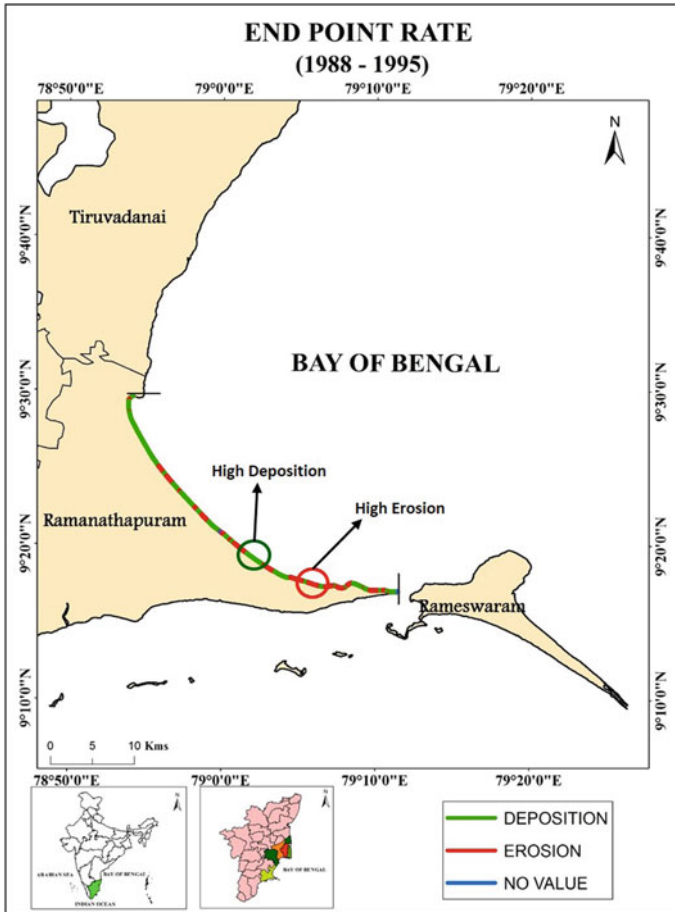 END POINT RATE
(1988 - 1995)
78°50'0"E 79°0'0"E 79°10'0"E 79°20'0"E
N
Tiruvadanai
9°40'0"N 9°40'0"N
BAY OF BENGAL
9°30'0"N 9°30'0"N
High Deposition
High Erosion
Ramanathapuram
9°20'0"N 9°20'0"N
Rameswaram
9°10'0"N 9°10'0"N
0 5 10 Kms
78°50'0"E 79°0'0"E 79°10'0"E 79°20'0"E
N
ARABIAN SEA
BAY OF BENGAL
INDIAN OCEAN
N
BAY OF BENGAL
DEPOSITION
EROSION
NO VALUE